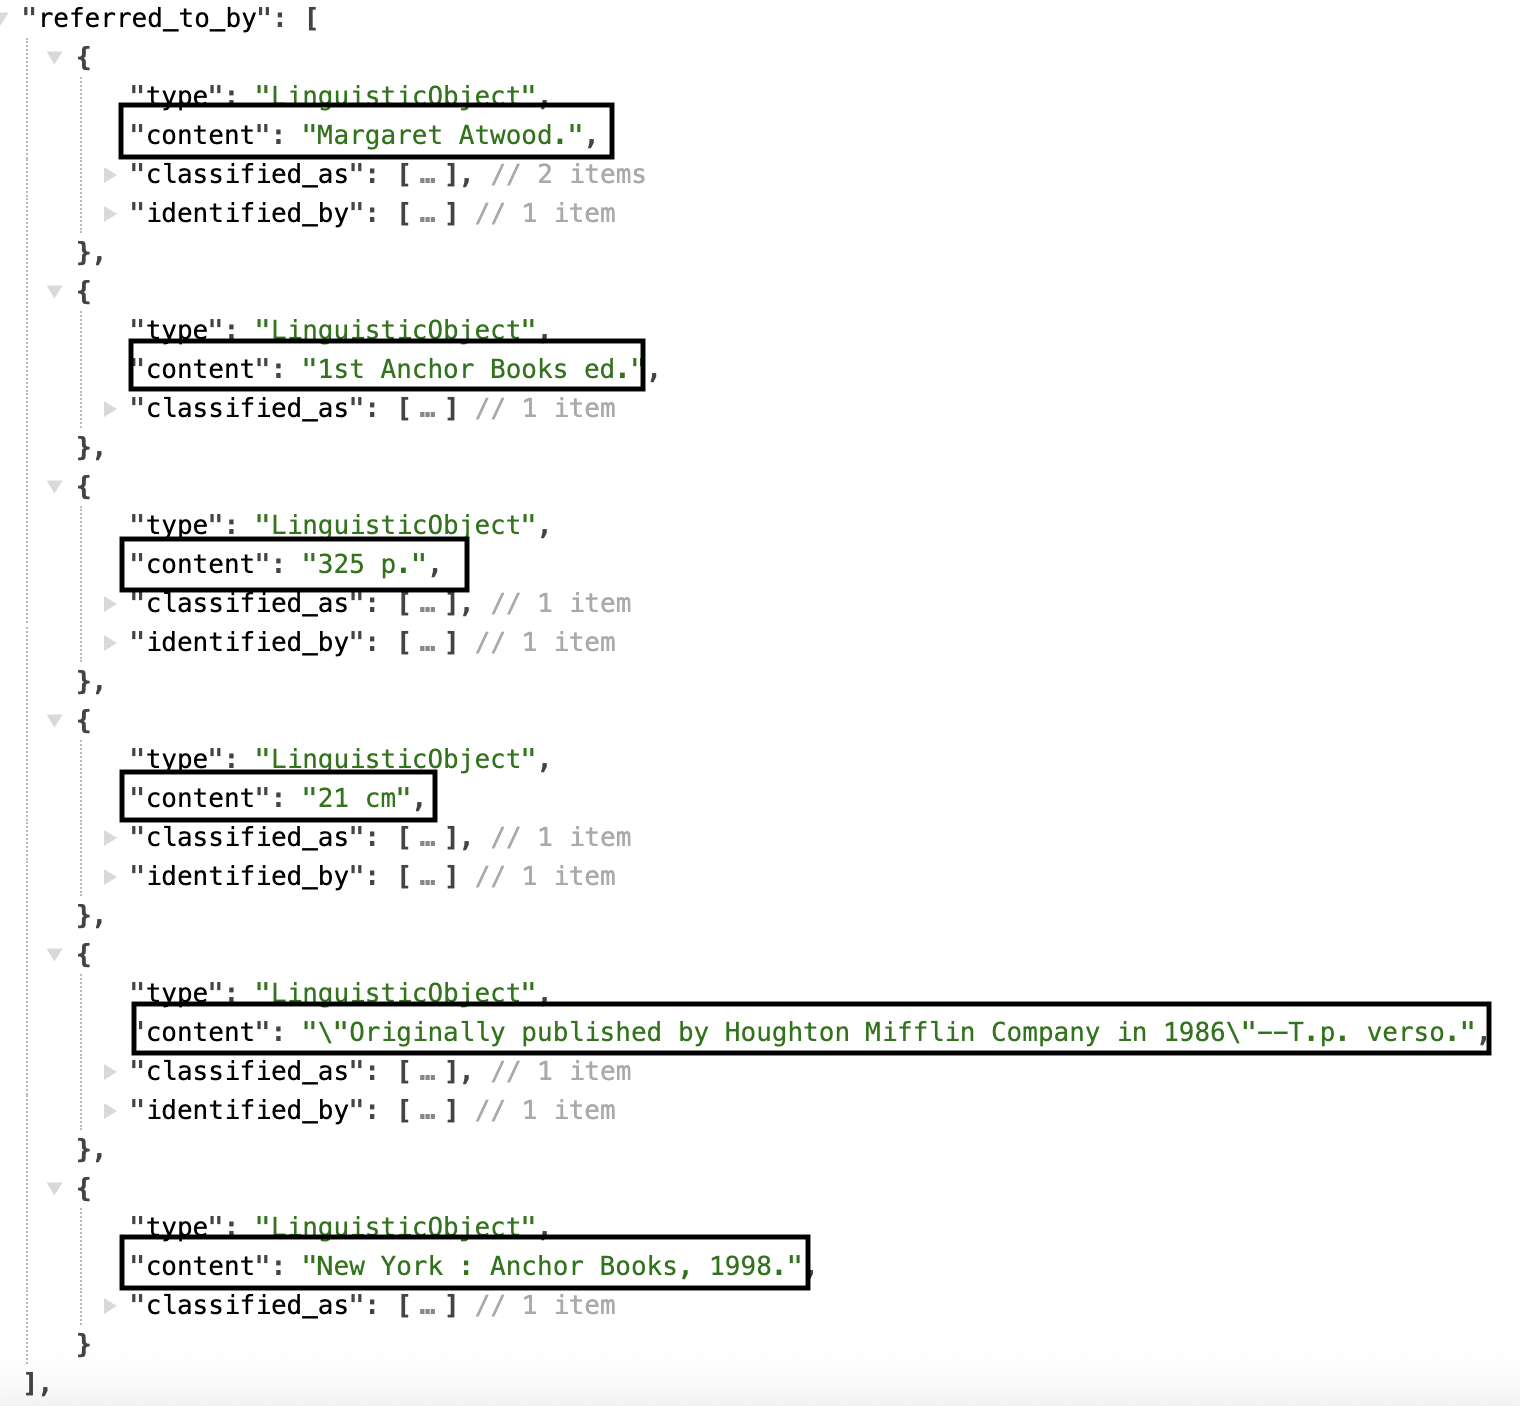 "referred_to_by": [
{
"type": "LinguisticObject",
"content": "Margaret Atwood.",
"classified_as": [ … ], // 2 items
"identified_by": [ … ] // 1 item
},
{
"type": "LinguisticObject",
"content": "1st Anchor Books ed.",
"classified_as": [ … ] // 1 item
},
{
"type": "LinguisticObject",
"content": "325 p.",
"classified_as": [ … ], // 1 item
"identified_by": [ … ] // 1 item
},
{
"type": "LinguisticObject",
"content": "21 cm",
"classified_as": [ … ], // 1 item
"identified_by": [ … ] // 1 item
},
{
"type": "LinguisticObject",
"content": "\"Originally published by Houghton Mifflin Company in 1986\"--T.p. verso.",
"classified_as": [ … ], // 1 item
"identified_by": [ … ] // 1 item
},
{
"type": "LinguisticObject",
"content": "New York : Anchor Books, 1998.",
"classified_as": [ … ] // 1 item
}
],